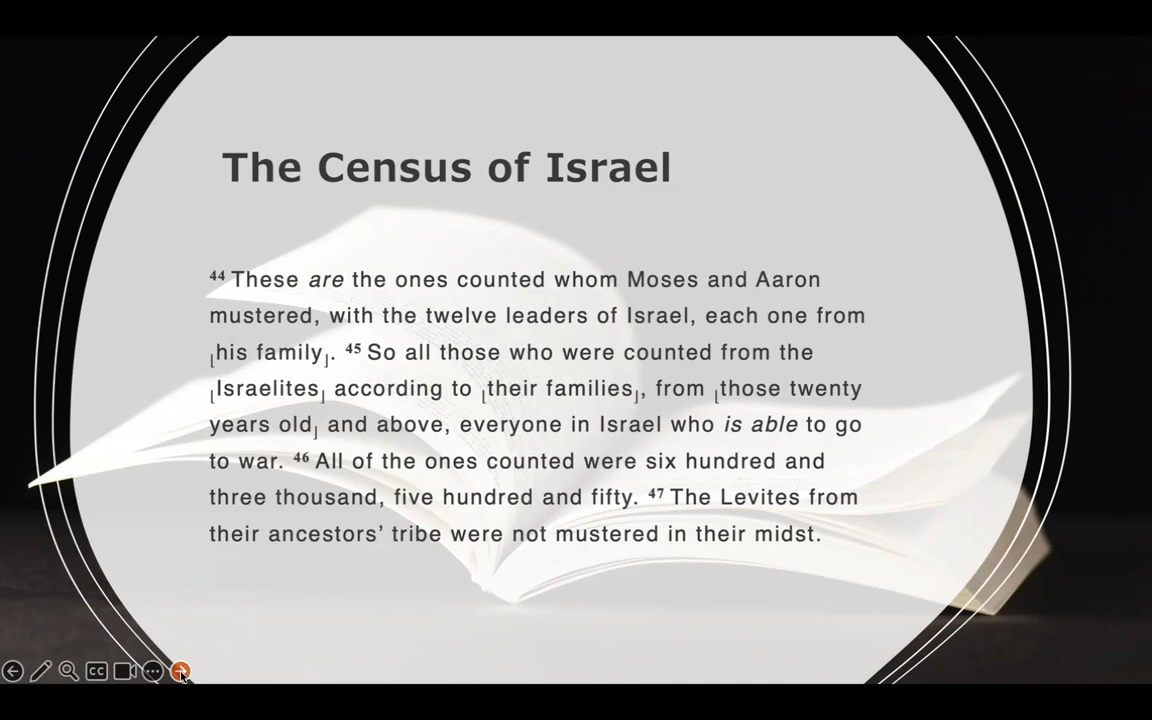 The Census of Israel
44 These are the ones counted whom Moses and Aaron
mustered, with the twelve leaders of Israel, each one from
⌊his family⌋. 45 So all those who were counted from the
⌊Israelites⌋ according to ⌊their families⌋, from ⌊those twenty
years old⌋ and above, everyone in Israel who is able to go
to war. 46 All of the ones counted were six hundred and
three thousand, five hundred and fifty. 47 The Levites from
their ancestors’ tribe were not mustered in their midst.
CC